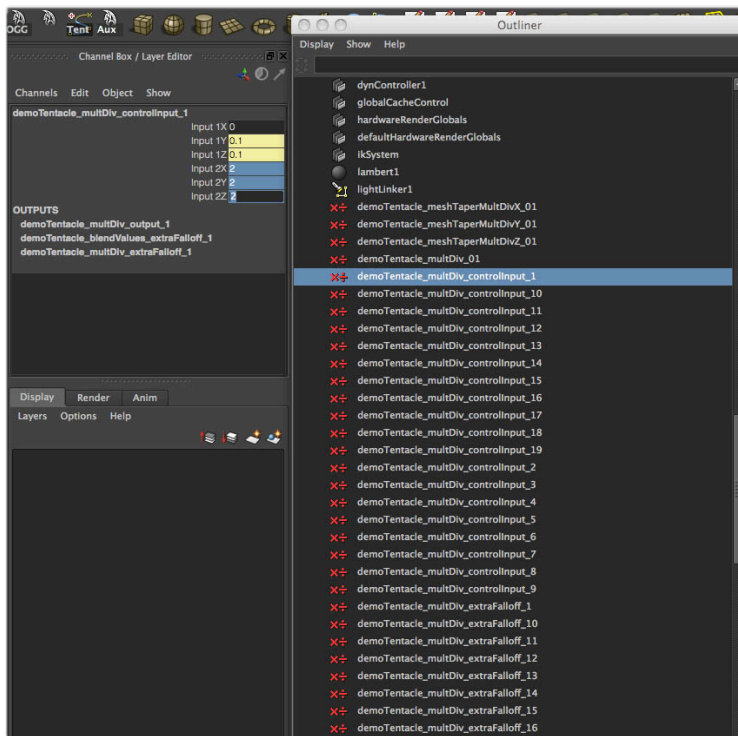 OGG
Tent Aux
Channel Box / Layer Editor
Channels Edit Object Show
demoTentacle_multDiv_controlInput_1
Input 1X 0
Input 1Y 0.1
Input 1Z 0.1
Input 2X 2
Input 2Y 2
Input 2Z 2
OUTPUTS
demoTentacle_multDiv_output_1
demoTentacle_blendValues_extraFalloff_1
demoTentacle_multDiv_extraFalloff_1
Display Render Anim
Layers Options Help
Outliner
Display Show Help
dynController1
globalCacheControl
hardwareRenderGlobals
defaultHardwareRenderGlobals
ikSystem
lambert1
lightLinker1
demoTentacle_meshTaperMultDivX_01
demoTentacle_meshTaperMultDivY_01
demoTentacle_meshTaperMultDivZ_01
demoTentacle_multDiv_01
demoTentacle_multDiv_controlInput_1
demoTentacle_multDiv_controlInput_10
demoTentacle_multDiv_controlInput_11
demoTentacle_multDiv_controlInput_12
demoTentacle_multDiv_controlInput_13
demoTentacle_multDiv_controlInput_14
demoTentacle_multDiv_controlInput_15
demoTentacle_multDiv_controlInput_16
demoTentacle_multDiv_controlInput_17
demoTentacle_multDiv_controlInput_18
demoTentacle_multDiv_controlInput_19
demoTentacle_multDiv_controlInput_2
demoTentacle_multDiv_controlInput_3
demoTentacle_multDiv_controlInput_4
demoTentacle_multDiv_controlInput_5
demoTentacle_multDiv_controlInput_6
demoTentacle_multDiv_controlInput_7
demoTentacle_multDiv_controlInput_8
demoTentacle_multDiv_controlInput_9
demoTentacle_multDiv_extraFalloff_1
demoTentacle_multDiv_extraFalloff_10
demoTentacle_multDiv_extraFalloff_11
demoTentacle_multDiv_extraFalloff_12
demoTentacle_multDiv_extraFalloff_13
demoTentacle_multDiv_extraFalloff_14
demoTentacle_multDiv_extraFalloff_15
demoTentacle_multDiv_extraFalloff_16